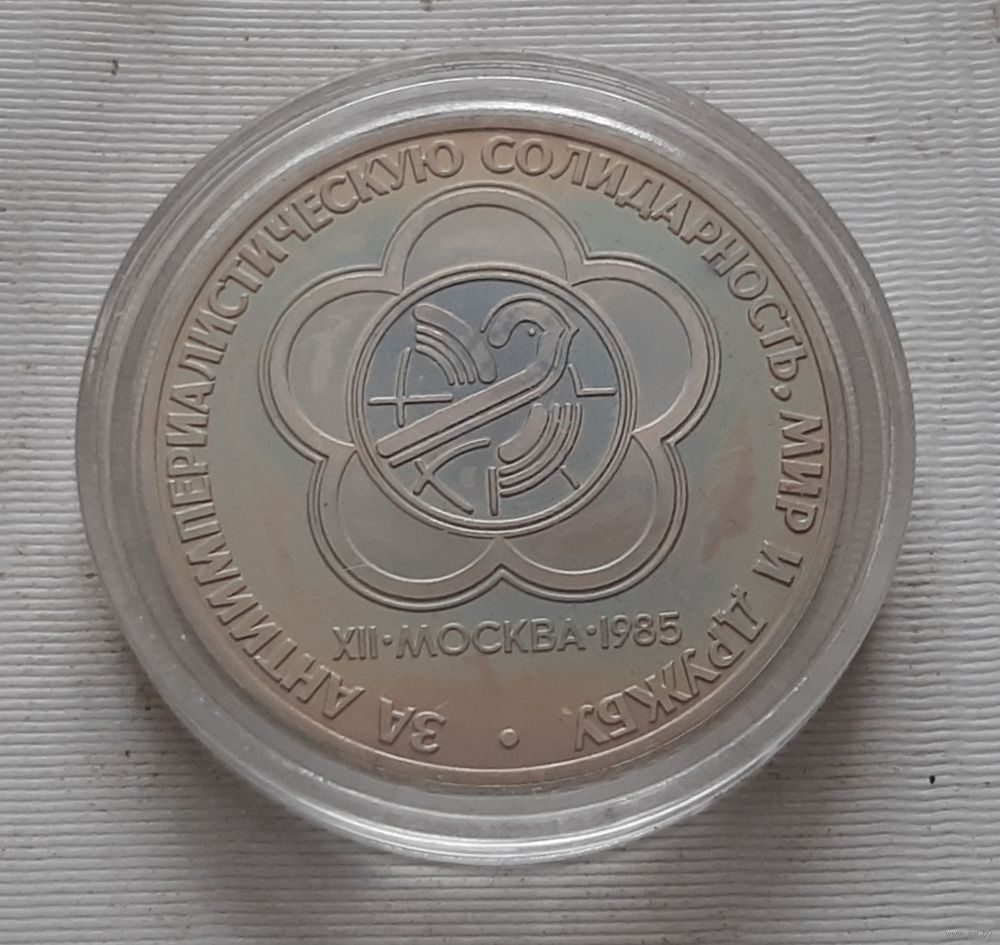 ЗА АНТИИМПЕРИАЛИСТИЧЕСКУЮ СОЛИДАРНОСТЬ, МИР И ДРУЖБУ •
XII•МОСКВА•1985